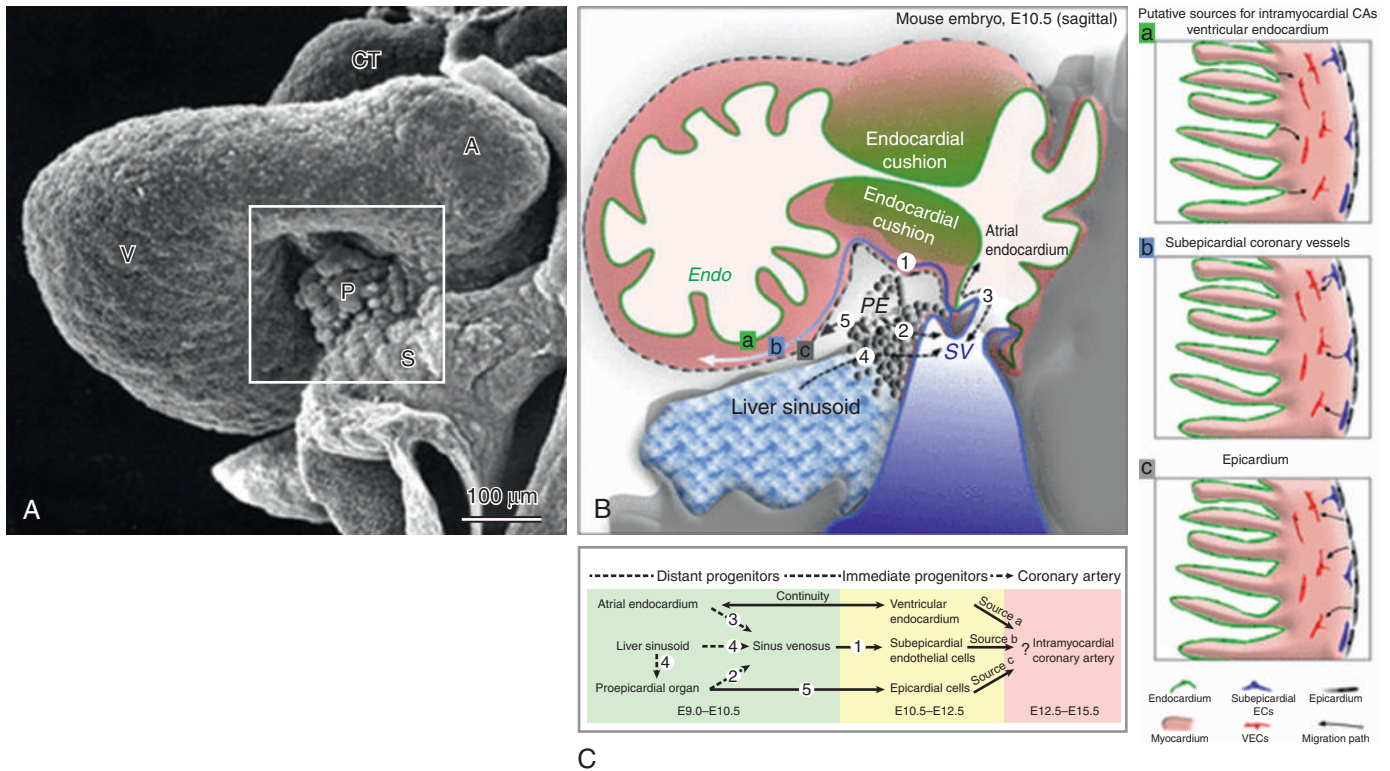 CT
A
V
P
S
100 µm
A
Mouse embryo, E10.5 (sagittal)
Endocardial
cushion
Endocardial
cushion
Atrial
endocardium
Endo
1
PE
3
5
2
a
b
c
4
SV
Liver sinusoid
B
Putative sources for intramyocardial CAs
a
ventricular endocardium
b
Subepicardial coronary vessels
Epicardium
c
Endocardium
Subepicardial
ECs
Epicardium
Myocardium
VECs
Migration path
Distant progenitors
Immediate progenitors
Coronary artery
Atrial endocardium
Continuity
Ventricular
endocardium
Source a
3
Liver sinusoid
4
Sinus venosus
1
Subepicardial
endothelial cells
Source b
?
Intramyocardial
coronary artery
4
2
Source c
Proepicardial organ
5
Epicardial cells
E9.0–E10.5
E10.5–E12.5
E12.5–E15.5
C